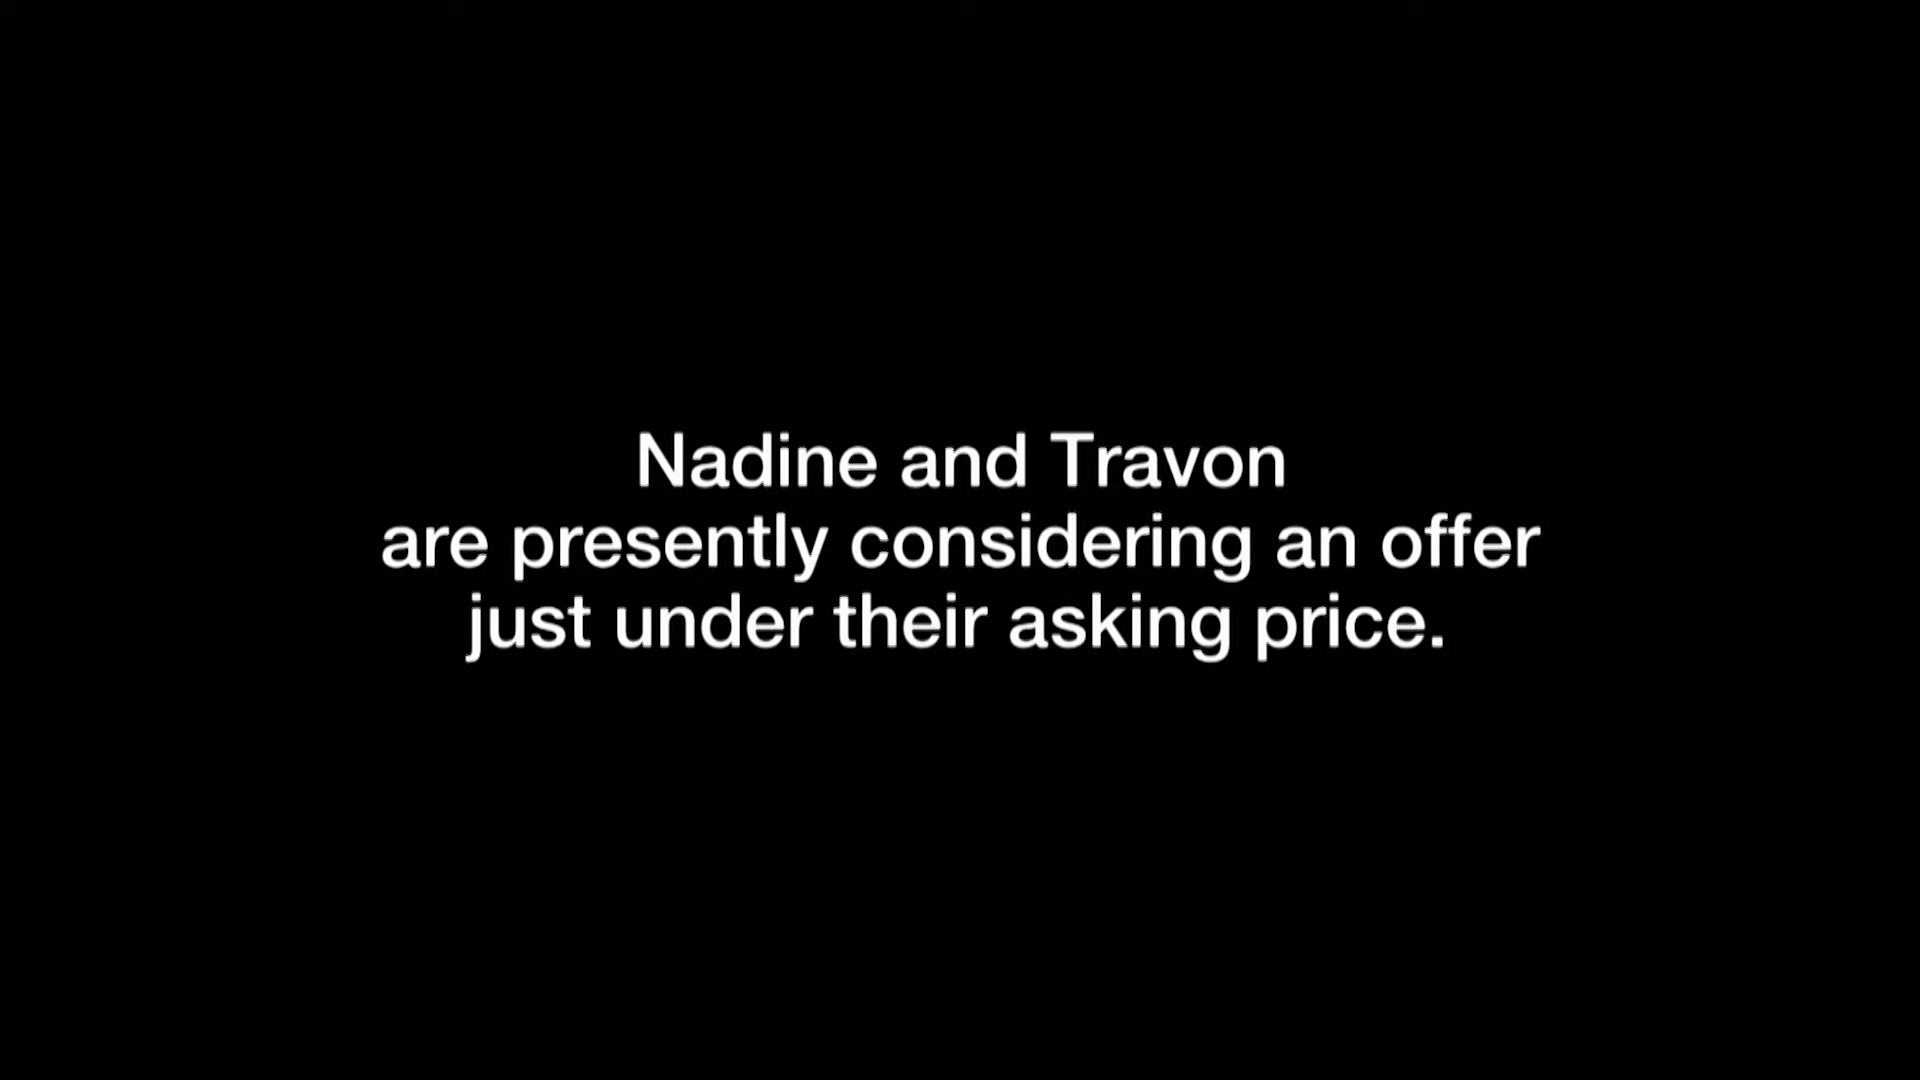 Nadine and Travon
are presently considering an offer
just under their asking price.